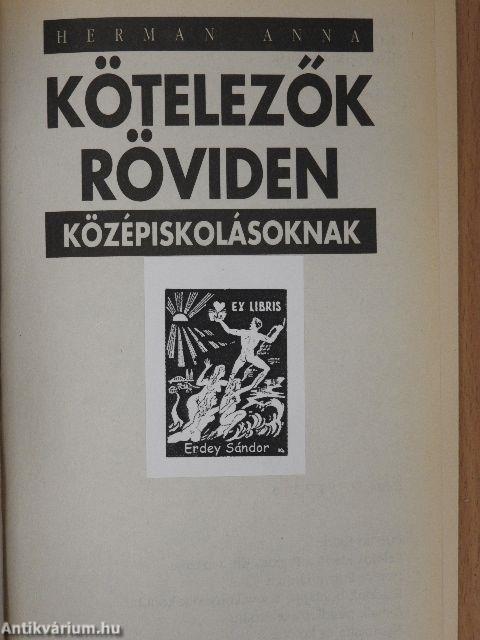 HERMAN ANNA
KÖTELEZŐK
RÖVIDEN
KÖZÉPISKOLÁSOKNAK
EX LIBRIS
Erdey Sándor
Antikvárium.hu